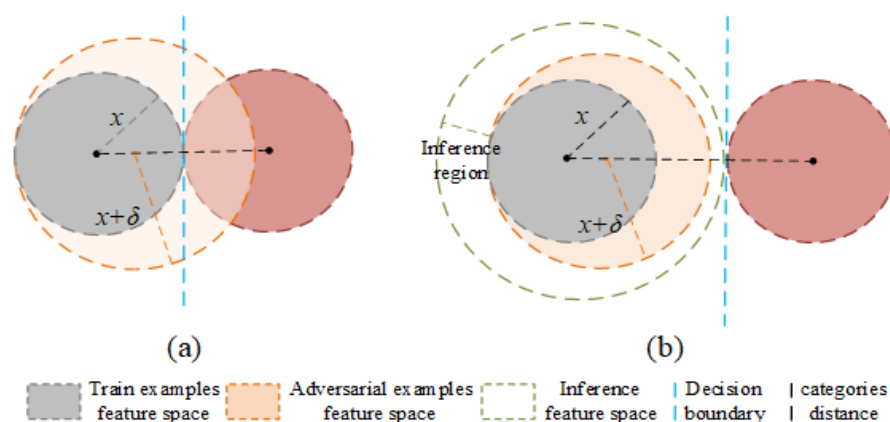 x
x+δ
x
Inference
region
x+δ
(a)
(b)
Train examples
feature space
Adversarial examples
feature space
Inference
feature space
Decision
boundary
categories
distance